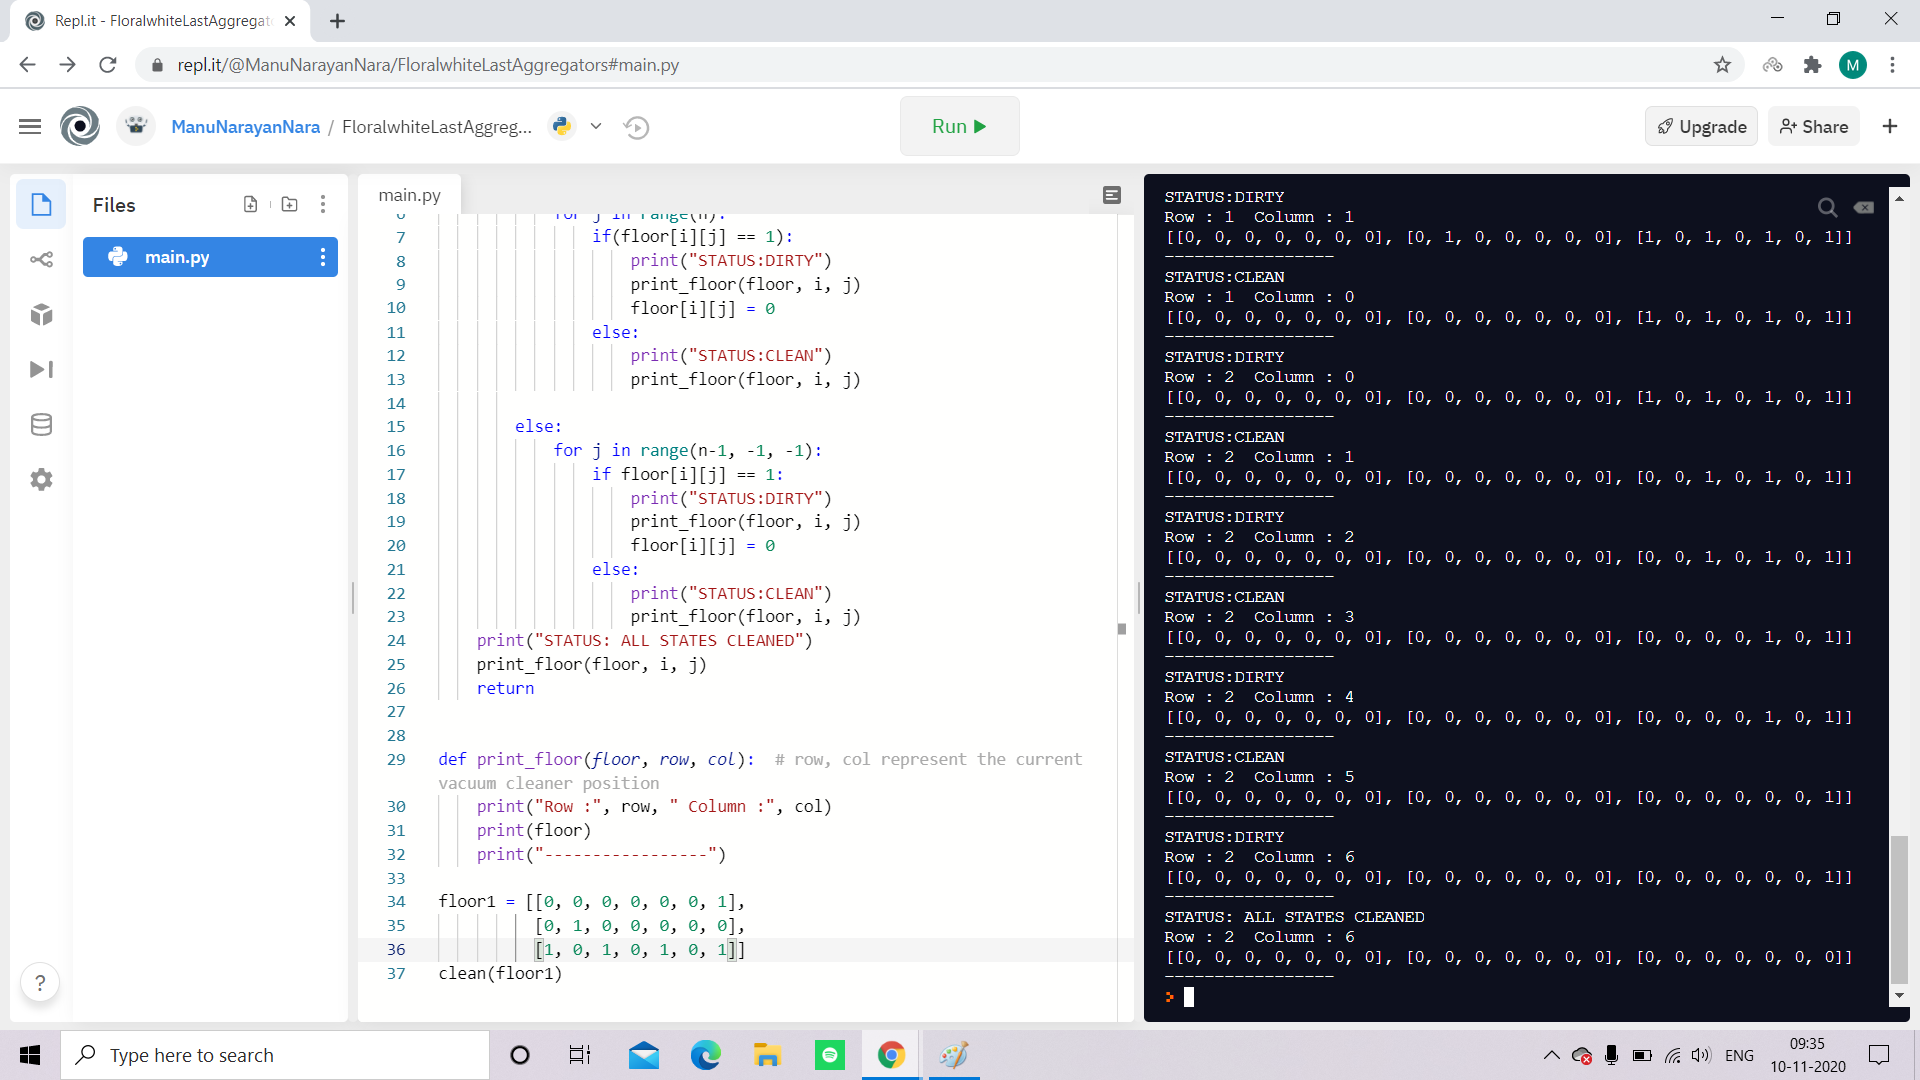 Repl.it - FloralwhiteLastAggregat
repl.it/@ManuNarayanNara/FloralwhiteLastAggregators#main.py
M
ManuNarayanNara / FloralwhiteLastAggreg...
Run
Upgrade
Share
Files
main.py
main.py
6 for j in range(n):
7 if(floor[i][j] == 1):
8 print("STATUS:DIRTY")
9 print_floor(floor, i, j)
10 floor[i][j] = 0
11 else:
12 print("STATUS:CLEAN")
13 print_floor(floor, i, j)
14
15 else:
16 for j in range(n-1, -1, -1):
17 if floor[i][j] == 1:
18 print("STATUS:DIRTY")
19 print_floor(floor, i, j)
20 floor[i][j] = 0
21 else:
22 print("STATUS:CLEAN")
23 print_floor(floor, i, j)
24 print("STATUS: ALL STATES CLEANED")
25 print_floor(floor, i, j)
26 return
27
28
29 def print_floor(floor, row, col):  # row, col represent the current
vacuum cleaner position
30 print("Row :", row, " Column :", col)
31 print(floor)
32 print("-----------------")
33
34 floor1 = [[0, 0, 0, 0, 0, 0, 1],
35 [0, 1, 0, 0, 0, 0, 0],
36 [1, 0, 1, 0, 1, 0, 1]]
37 clean(floor1)
STATUS:DIRTY
Row : 1  Column : 1
[[0, 0, 0, 0, 0, 0, 0], [0, 1, 0, 0, 0, 0, 0], [1, 0, 1, 0, 1, 0, 1]]
-----------------
STATUS:CLEAN
Row : 1  Column : 0
[[0, 0, 0, 0, 0, 0, 0], [0, 0, 0, 0, 0, 0, 0], [1, 0, 1, 0, 1, 0, 1]]
-----------------
STATUS:DIRTY
Row : 2  Column : 0
[[0, 0, 0, 0, 0, 0, 0], [0, 0, 0, 0, 0, 0, 0], [1, 0, 1, 0, 1, 0, 1]]
-----------------
STATUS:CLEAN
Row : 2  Column : 1
[[0, 0, 0, 0, 0, 0, 0], [0, 0, 0, 0, 0, 0, 0], [0, 0, 1, 0, 1, 0, 1]]
-----------------
STATUS:DIRTY
Row : 2  Column : 2
[[0, 0, 0, 0, 0, 0, 0], [0, 0, 0, 0, 0, 0, 0], [0, 0, 1, 0, 1, 0, 1]]
-----------------
STATUS:CLEAN
Row : 2  Column : 3
[[0, 0, 0, 0, 0, 0, 0], [0, 0, 0, 0, 0, 0, 0], [0, 0, 0, 0, 1, 0, 1]]
-----------------
STATUS:DIRTY
Row : 2  Column : 4
[[0, 0, 0, 0, 0, 0, 0], [0, 0, 0, 0, 0, 0, 0], [0, 0, 0, 0, 1, 0, 1]]
-----------------
STATUS:CLEAN
Row : 2  Column : 5
[[0, 0, 0, 0, 0, 0, 0], [0, 0, 0, 0, 0, 0, 0], [0, 0, 0, 0, 0, 0, 1]]
-----------------
STATUS:DIRTY
Row : 2  Column : 6
[[0, 0, 0, 0, 0, 0, 0], [0, 0, 0, 0, 0, 0, 0], [0, 0, 0, 0, 0, 0, 1]]
-----------------
STATUS: ALL STATES CLEANED
Row : 2  Column : 6
[[0, 0, 0, 0, 0, 0, 0], [0, 0, 0, 0, 0, 0, 0], [0, 0, 0, 0, 0, 0, 0]]
-----------------
>
?
Type here to search
ENG
09:35
10-11-2020